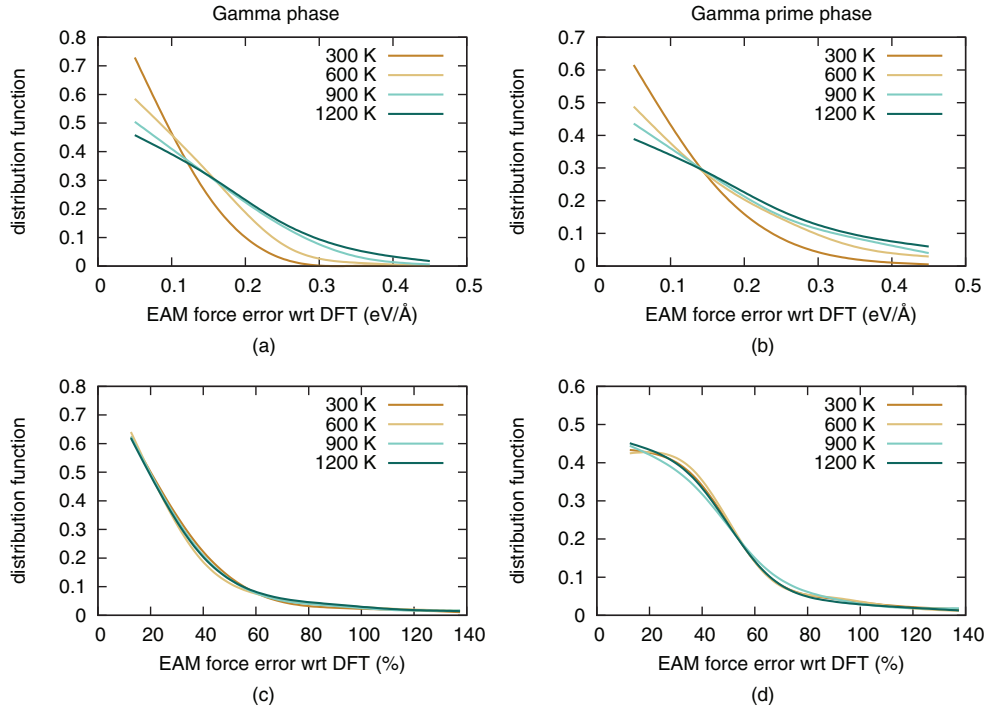 Gamma phase
distribution function
0.8
0.7
0.6
0.5
0.4
0.3
0.2
0.1
0
300 K
600 K
900 K
1200 K
0 0.1 0.2 0.3 0.4 0.5
EAM force error wrt DFT (eV/Å)
(a)
Gamma prime phase
distribution function
0.7
0.6
0.5
0.4
0.3
0.2
0.1
0
300 K
600 K
900 K
1200 K
0 0.1 0.2 0.3 0.4 0.5
EAM force error wrt DFT (eV/Å)
(b)
distribution function
0.8
0.7
0.6
0.5
0.4
0.3
0.2
0.1
0
300 K
600 K
900 K
1200 K
0 20 40 60 80 100 120 140
EAM force error wrt DFT (%)
(c)
distribution function
0.6
0.5
0.4
0.3
0.2
0.1
0
300 K
600 K
900 K
1200 K
0 20 40 60 80 100 120 140
EAM force error wrt DFT (%)
(d)